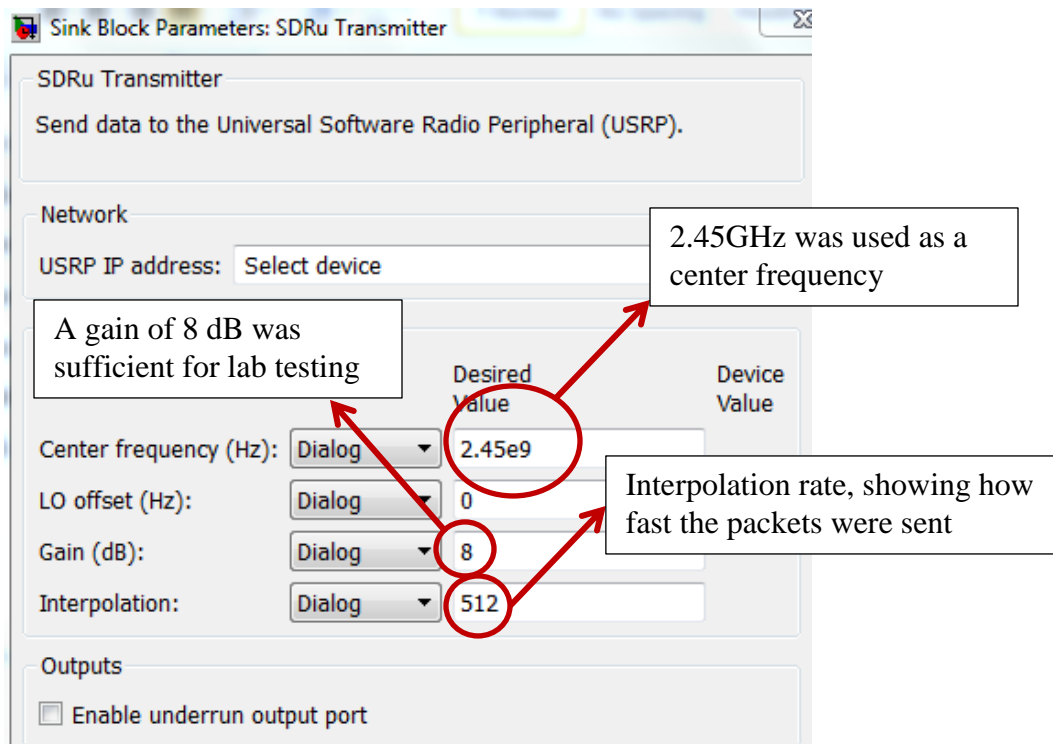 Sink Block Parameters: SDRu Transmitter
SDRu Transmitter
Send data to the Universal Software Radio Peripheral (USRP).
Network
USRP IP address: Select device
2.45GHz was used as a
center frequency
A gain of 8 dB was
sufficient for lab testing
Desired
Value
Device
Value
Center frequency (Hz): Dialog 2.45e9
LO offset (Hz): Dialog 0
Gain (dB): Dialog 8
Interpolation: Dialog 512
Interpolation rate, showing how
fast the packets were sent
Outputs
Enable underrun output port